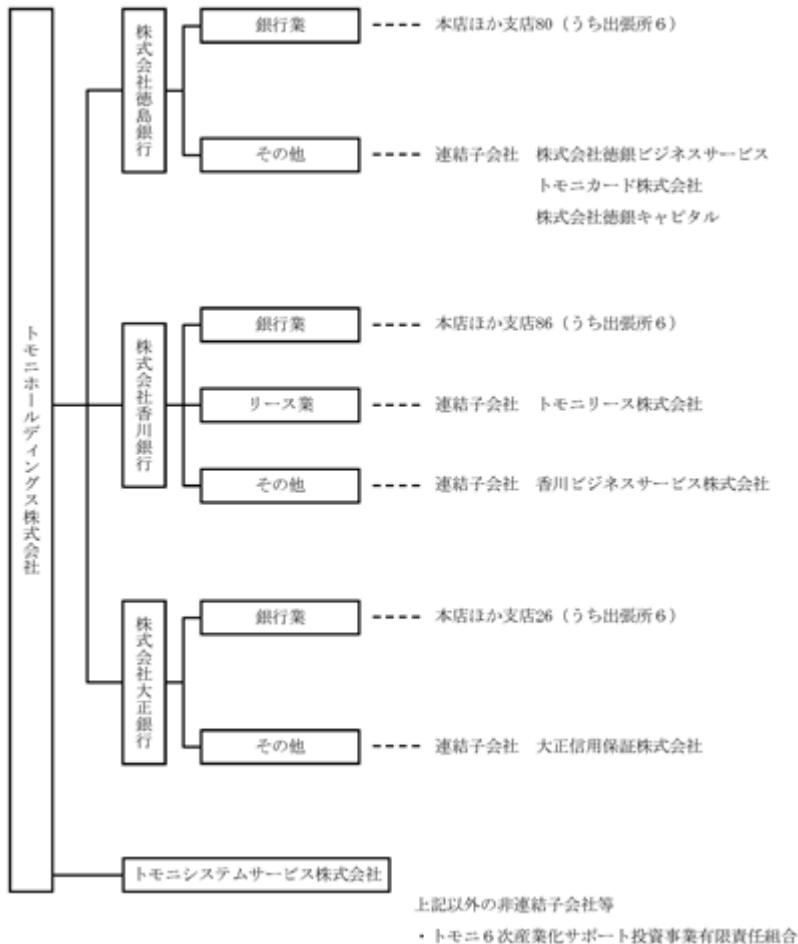 トモニホールディングス株式会社
株式会社徳島銀行
銀行業
本店ほか支店80（うち出張所6）
その他
連結子会社　株式会社徳銀ビジネスサービス
トモニカード株式会社
株式会社徳銀キャピタル
株式会社香川銀行
銀行業
本店ほか支店86（うち出張所6）
リース業
連結子会社　トモニリース株式会社
その他
連結子会社　香川ビジネスサービス株式会社
株式会社大正銀行
銀行業
本店ほか支店26（うち出張所6）
その他
連結子会社　大正信用保証株式会社
トモニシステムサービス株式会社
上記以外の非連結子会社等
・トモニ6次産業化サポート投資事業有限責任組合